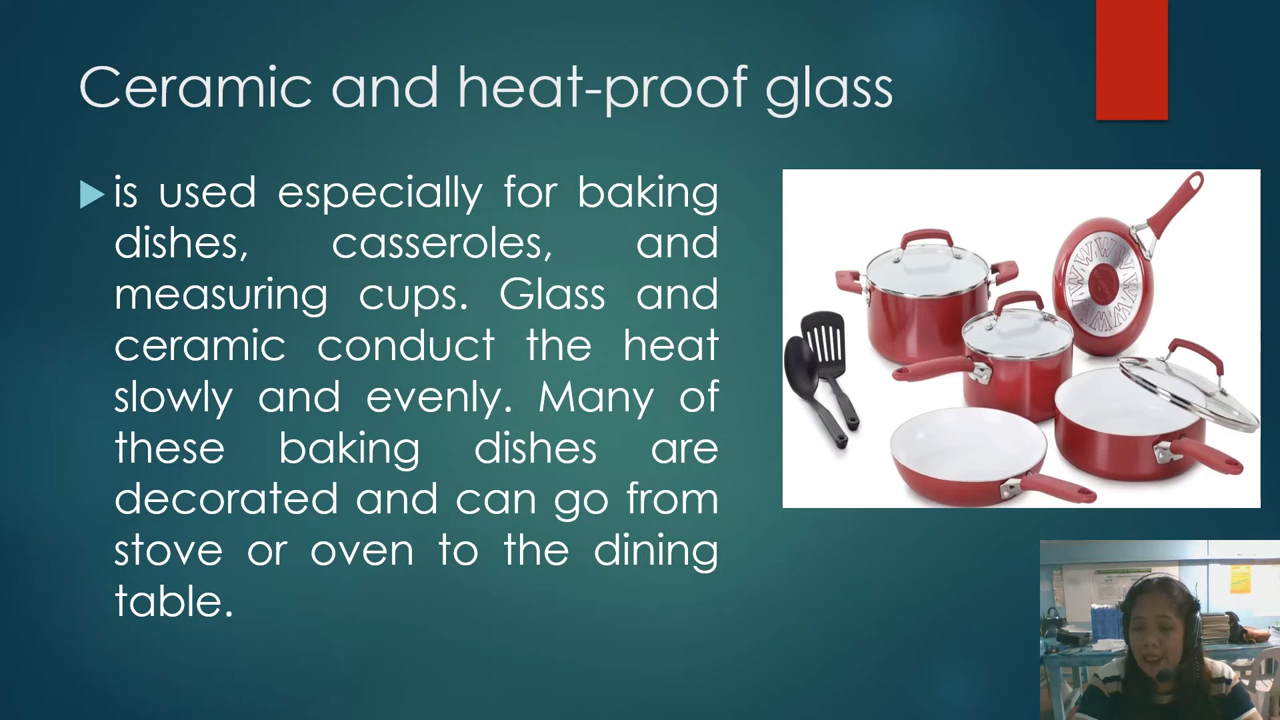 Ceramic and heat-proof glass
is used especially for baking
dishes, casseroles, and
measuring cups. Glass and
ceramic conduct the heat
slowly and evenly. Many of
these baking dishes are
decorated and can go from
stove or oven to the dining
table.